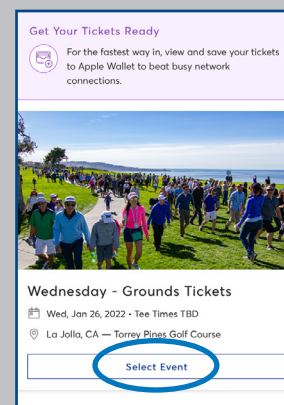 Get Your Tickets Ready
For the fastest way in, view and save your tickets
to Apple Wallet to beat busy network
connections.
Wednesday - Grounds Tickets
Wed, Jan 26, 2022 • Tee Times TBD
La Jolla, CA — Torrey Pines Golf Course
Select Event